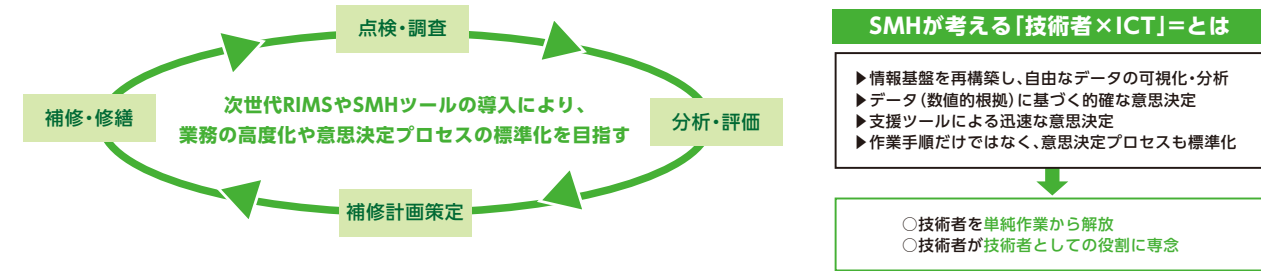 点検・調査
補修・修繕
次世代RIMSやSMHツールの導入により、
業務の高度化や意思決定プロセスの標準化を目指す
分析・評価
補修計画策定
SMHが考える「技術者×ICT」=とは
▶情報基盤を再構築し、自由なデータの可視化・分析
▶データ(数値的根拠)に基づく的確な意思決定
▶支援ツールによる迅速な意思決定
▶作業手順だけではなく、意思決定プロセスも標準化
○技術者を単純作業から解放
○技術者が技術者としての役割に専念